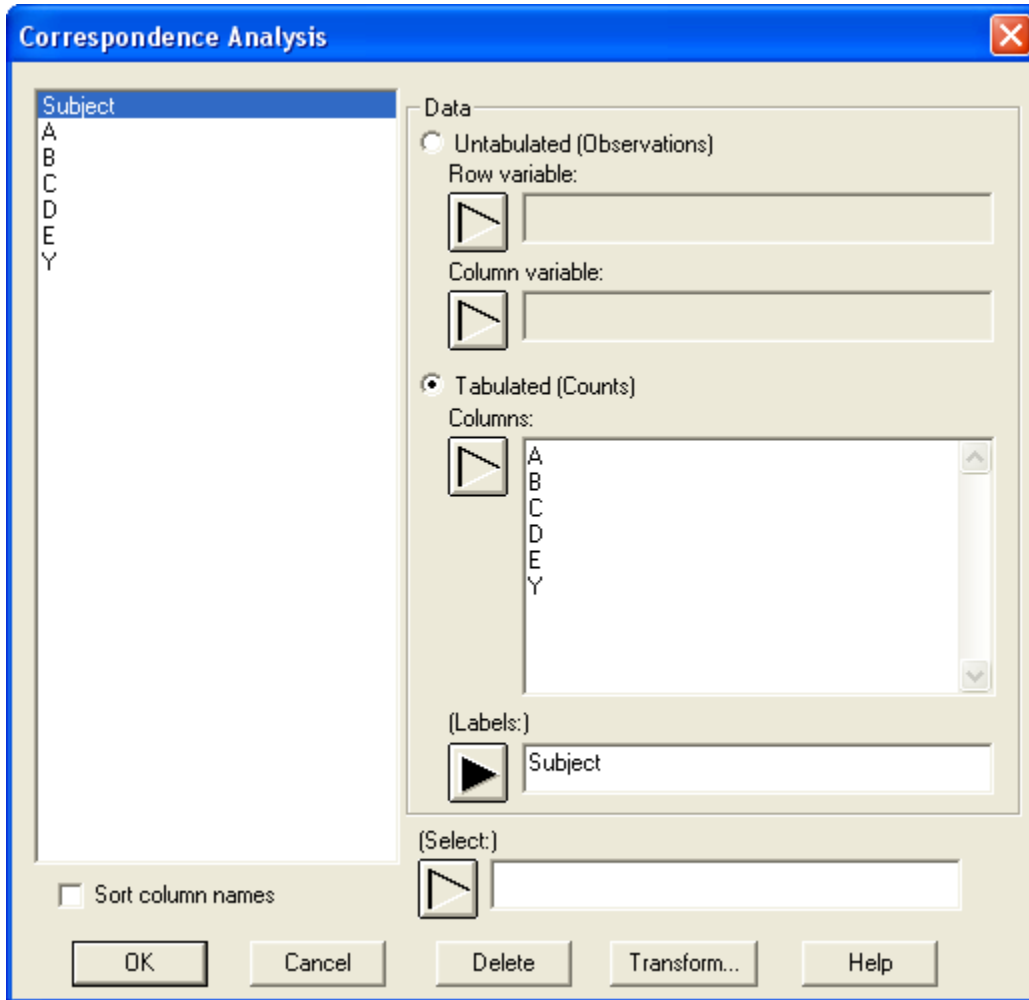 Correspondence Analysis
Subject
A
B
C
D
E
Y
Sort column names
Data
Untabulated (Observations)
Row variable:
Column variable:
Tabulated (Counts)
Columns:
A
B
C
D
E
Y
(Labels:)
Subject
(Select:)
OK
Cancel
Delete
Transform...
Help